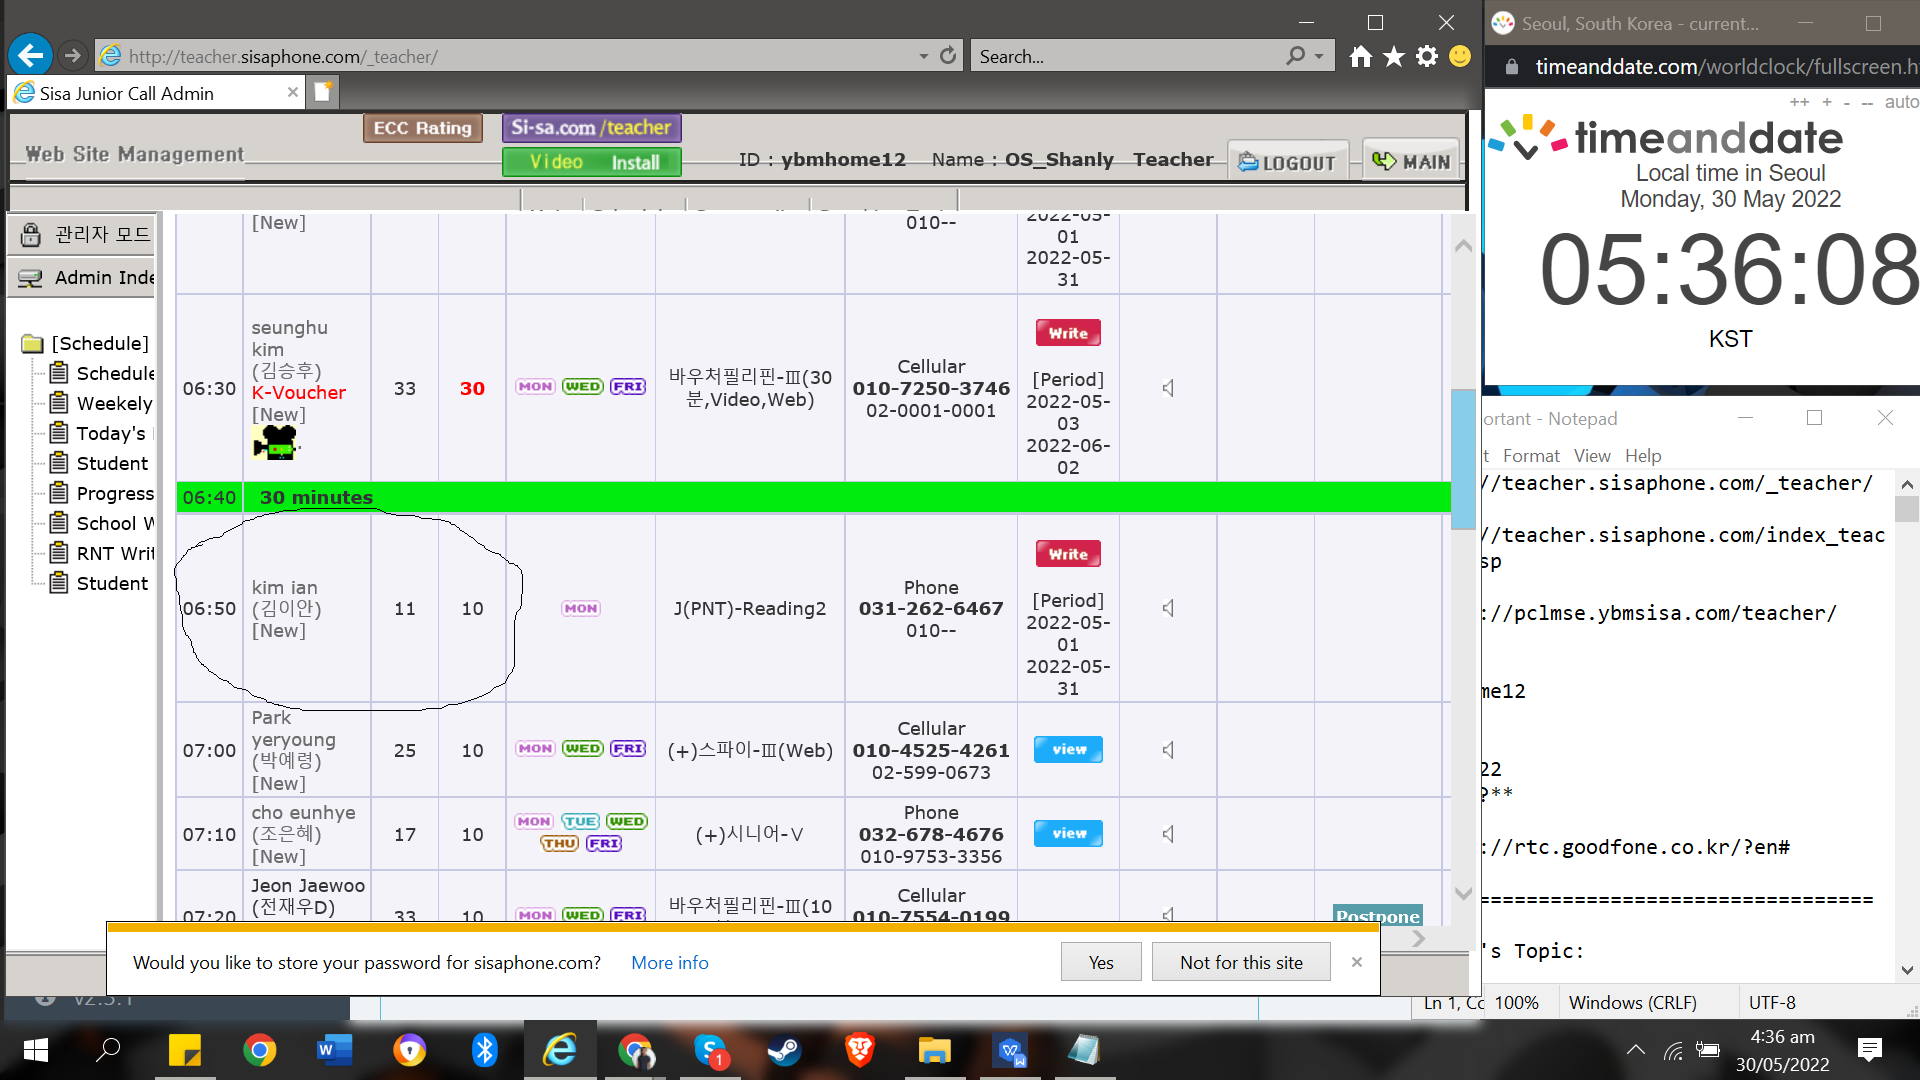 Seoul, South Korea - current...
http://teacher.sisaphone.com/_teacher/
Search...
timeanddate.com/worldclock/fullscreen.h
Sisa Junior Call Admin
++ + - -- auto
timeanddate
Local time in Seoul
Monday, 30 May 2022
05:36:08
KST
ECC Rating
Si-sa.com /teacher
Video Install
Web Site Management
ID : ybmhome12 Name : OS_Shanly Teacher
LOGOUT
MAIN
관리자 모드
Admin Inde
[Schedule]
Schedule
Weekely
Today's
Student
Progress
School W
RNT Writ
Student
[New]
010--
2022-05-
01
2022-05-
31
06:30
seunghu
kim
(김승후)
K-Voucher
[New]
33
30
MON WED FRI
바우처필리핀-Ⅲ(30
분,Video,Web)
Cellular
010-7250-3746
02-0001-0001
Write
[Period]
2022-05-
03
2022-06-
02
06:40 30 minutes
06:50
kim ian
(김이안)
[New]
11
10
MON
J(PNT)-Reading2
Phone
031-262-6467
010--
Write
[Period]
2022-05-
01
2022-05-
31
07:00
Park
yeryoung
(박예령)
[New]
25
10
MON WED FRI
(+)스파이-Ⅲ(Web)
Cellular
010-4525-4261
02-599-0673
view
07:10
cho eunhye
(조은혜)
[New]
17
10
MON TUE WED
THU FRI
(+)시니어-Ⅴ
Phone
032-678-4676
010-9753-3356
view
07:20
Jeon Jaewoo
(전재우D)
33
10
MON WED FRI
바우처필리핀-Ⅲ(10
Cellular
010-7554-0199
Postpone
Would you like to store your password for sisaphone.com? More info
Yes
Not for this site
v2.5.1
ortant - Notepad
t Format View Help
//teacher.sisaphone.com/_teacher/
//teacher.sisaphone.com/index_teac
sp
://pclmse.ybmsisa.com/teacher/
me12
22
?**
://rtc.goodfone.co.kr/?en#
=================================
's Topic:
Ln 1, Cc 100% Windows (CRLF) UTF-8
1
4:36 am
30/05/2022